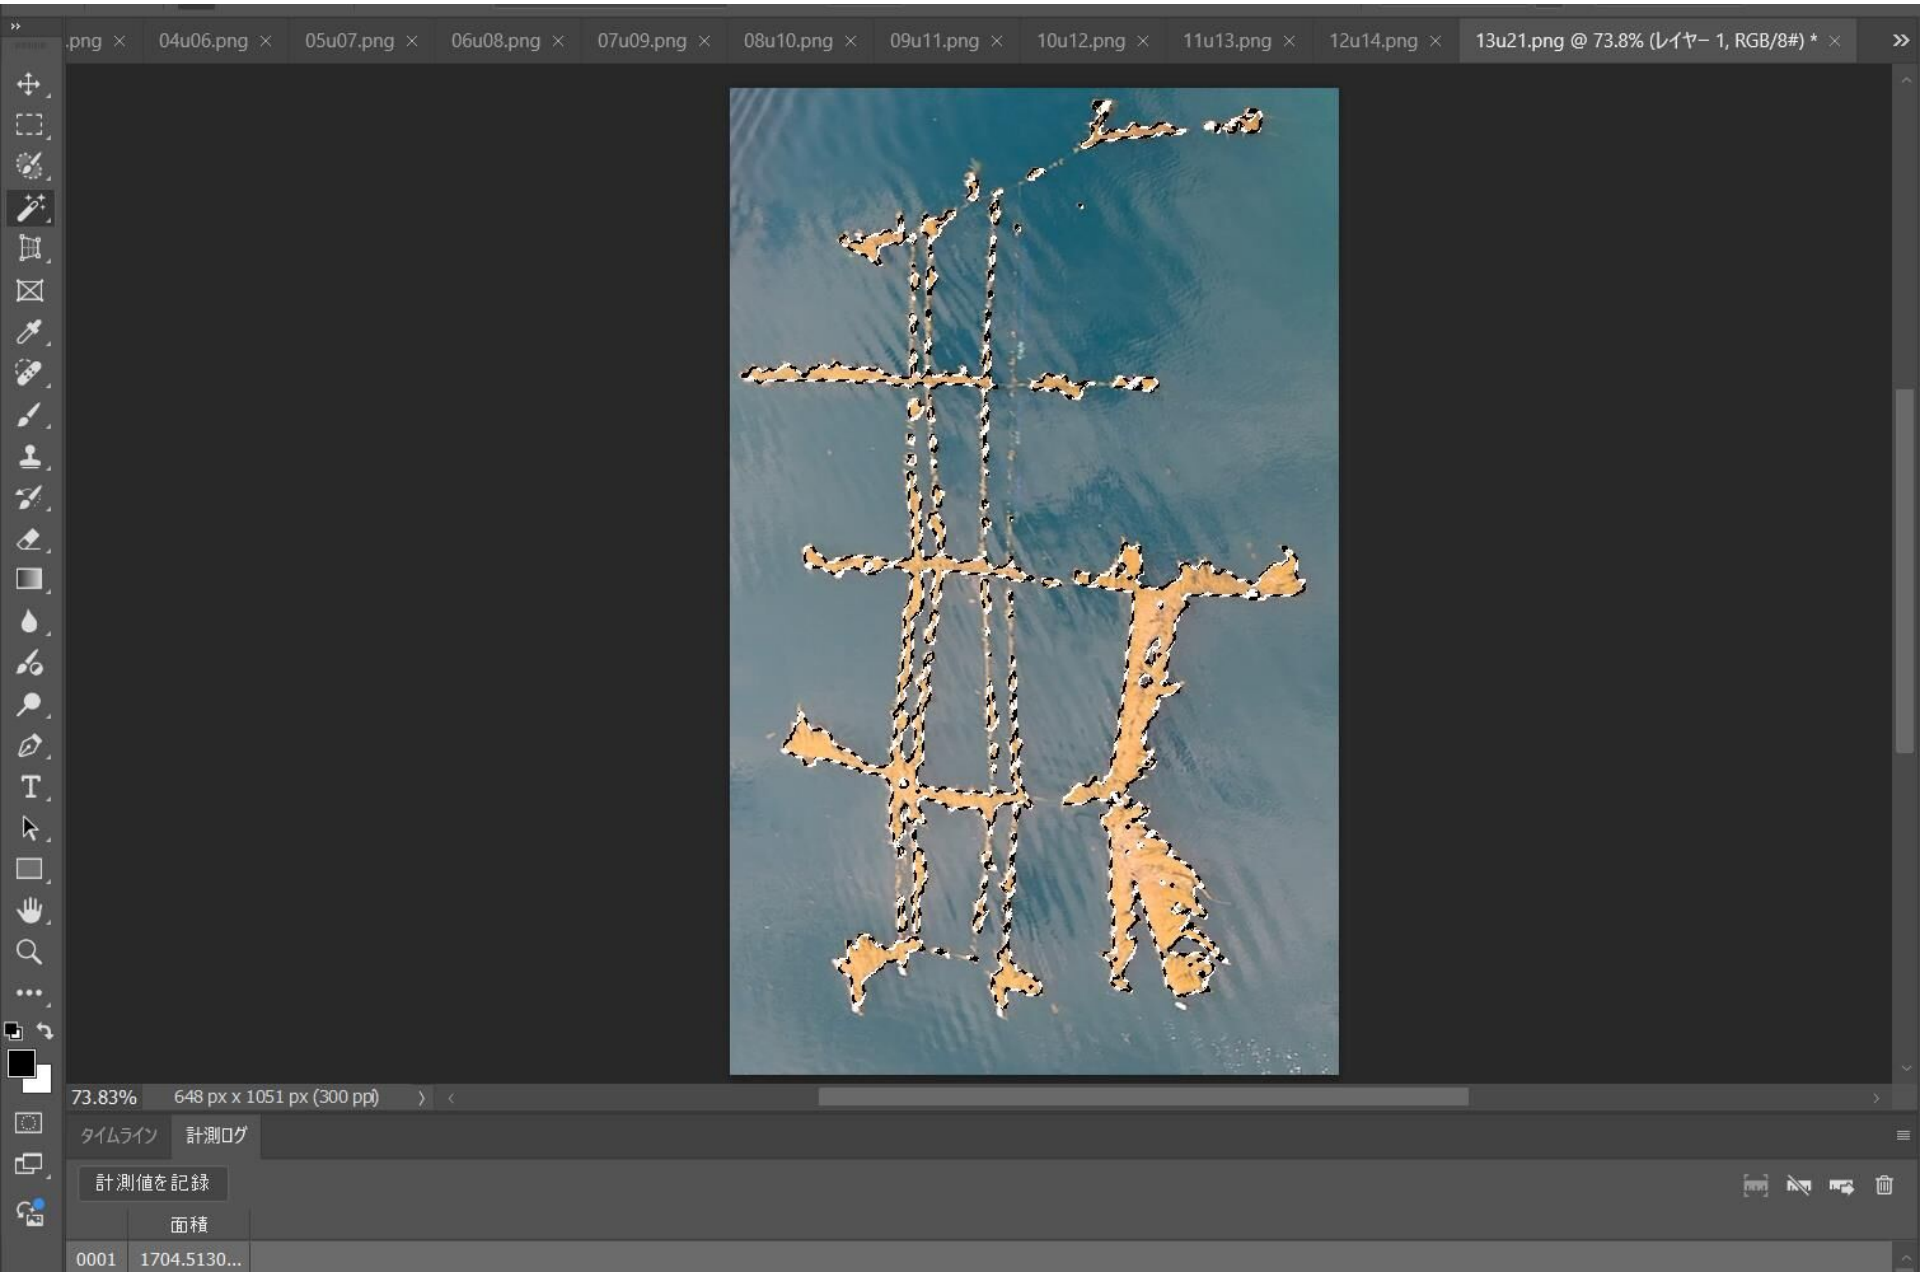 .png × 04u06.png × 05u07.png × 06u08.png × 07u09.png × 08u10.png × 09u11.png × 10u12.png × 11u13.png × 12u14.png × 13u21.png @ 73.8% (レイヤー 1, RGB/8#) * ×
73.83% 648 px x 1051 px (300 ppi)
タイムライン 計測ログ
計測値を記録
面積
0001 1704.5130...